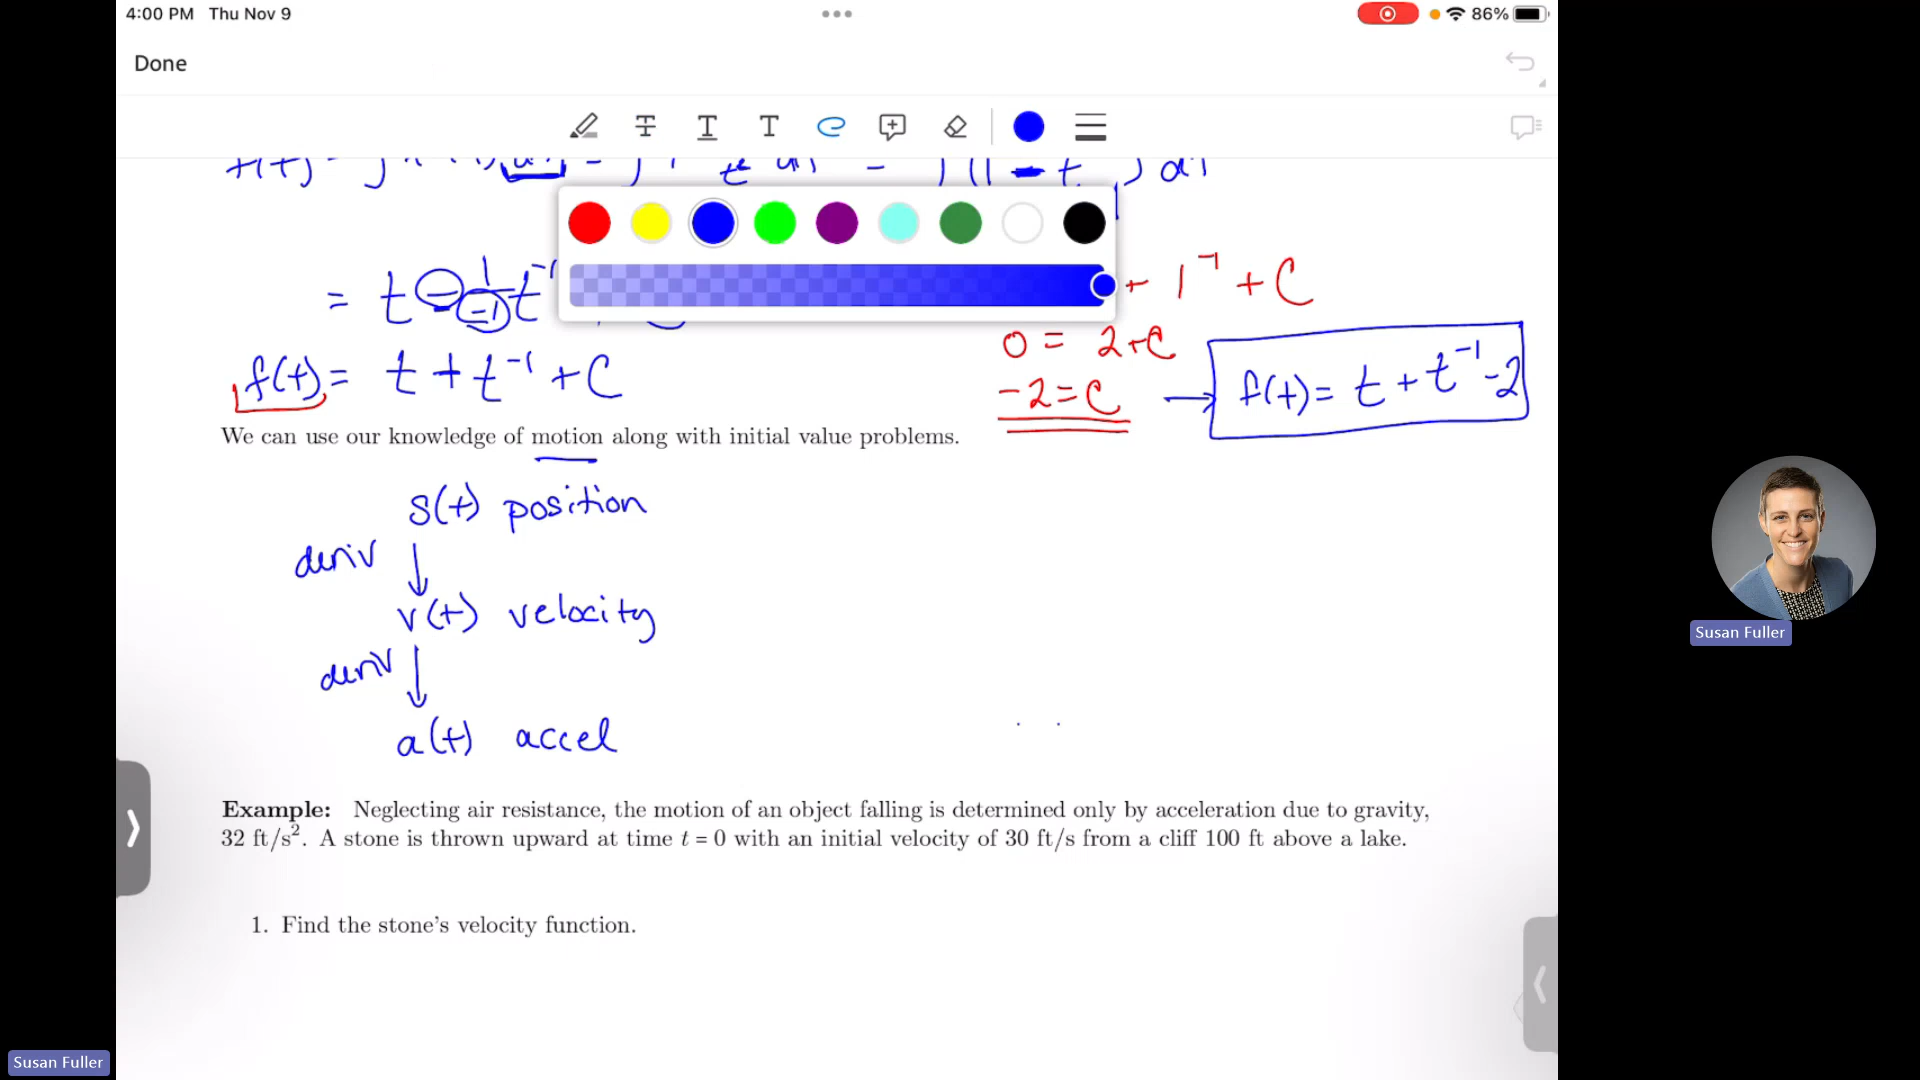 4:00 PM Thu Nov 9
86%
Done
= t - 1/-1 t⁻¹
+ 1⁻¹ + C
0 = 2+C
-2 = C
f(t) = t + t⁻¹ + C
f(t) = t + t⁻¹ - 2
We can use our knowledge of motion along with initial value problems.
s(t) position
deriv
v(t) velocity
deriv
a(t) accel
Example: Neglecting air resistance, the motion of an object falling is determined only by acceleration due to gravity,
32 ft/s². A stone is thrown upward at time t = 0 with an initial velocity of 30 ft/s from a cliff 100 ft above a lake.
1. Find the stone's velocity function.
Susan Fuller
Susan Fuller